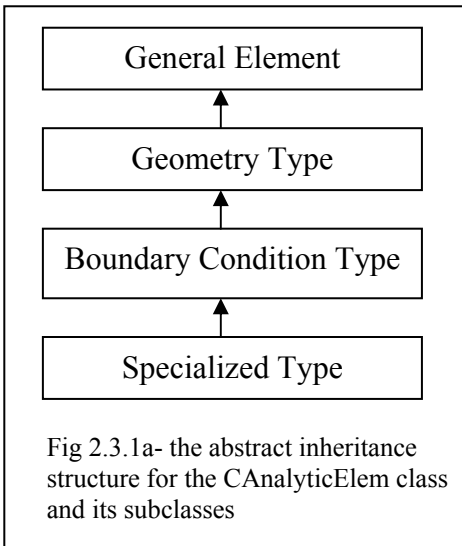 General Element
Geometry Type
Boundary Condition Type
Specialized Type
Fig 2.3.1a- the abstract inheritance
structure for the CAnalyticElem class
and its subclasses